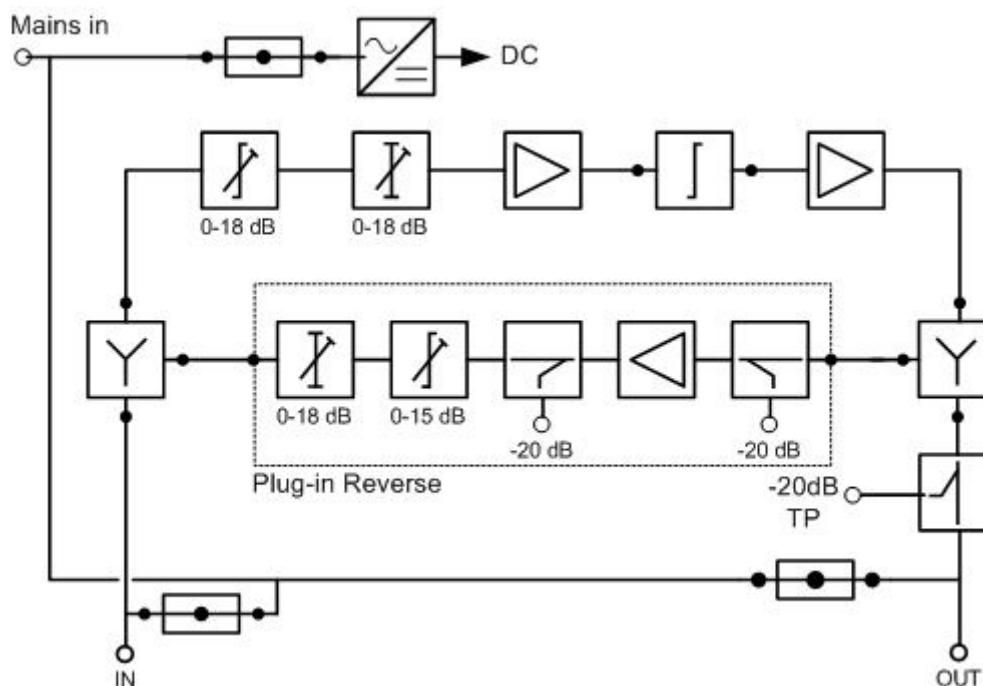 Mains in
DC
0-18 dB
0-18 dB
0-18 dB
0-15 dB
-20 dB
-20 dB
Plug-in Reverse
-20dB
TP
IN
OUT